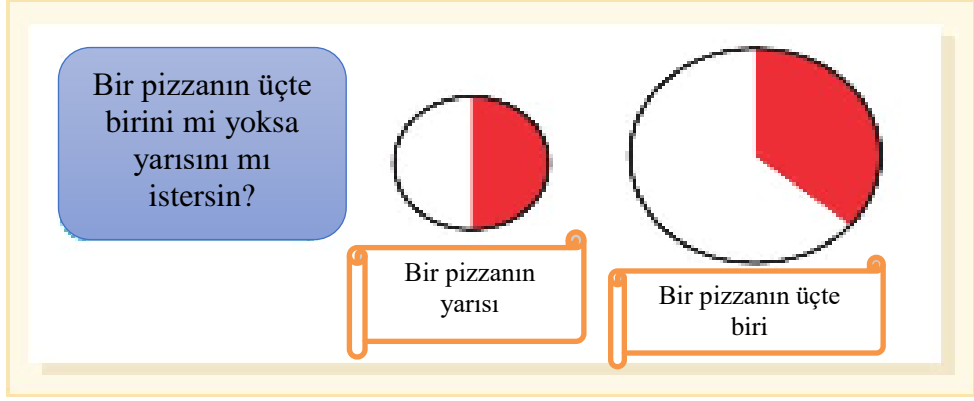 Bir pizzanın üçte
birini mi yoksa
yarısını mı
istersin?
Bir pizzanın
yarısı
Bir pizzanın üçte
biri